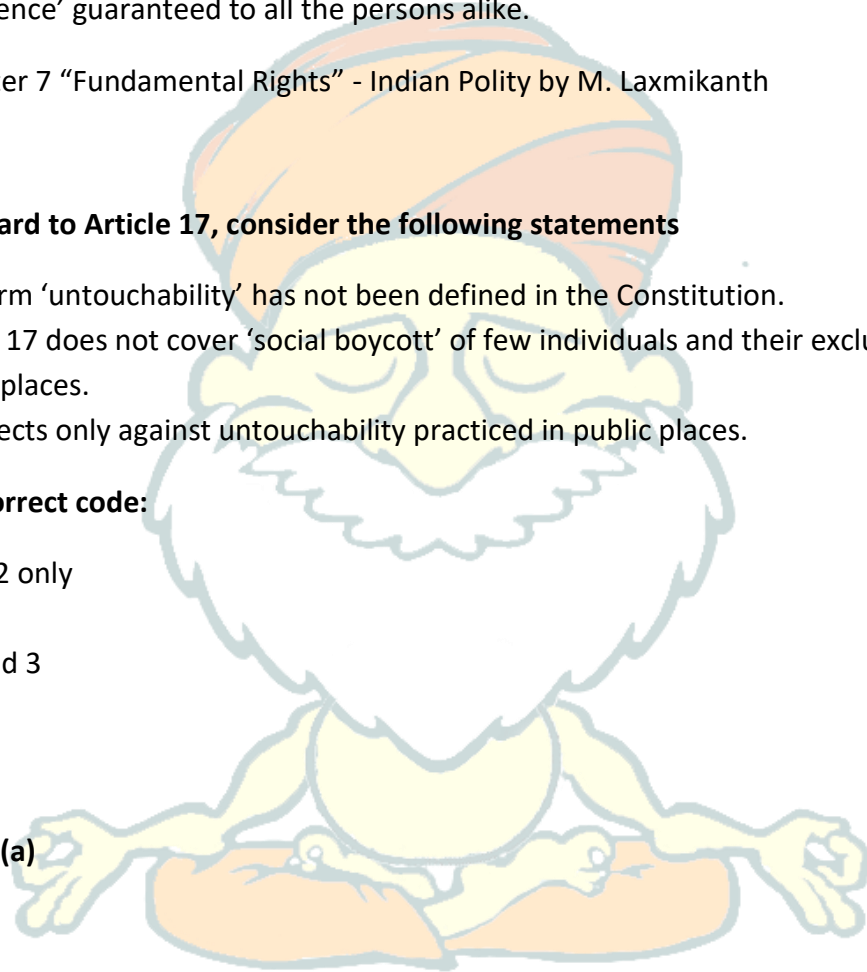 ence’ guaranteed to all the persons alike.
er 7 “Fundamental Rights” - Indian Polity by M. Laxmikanth
ard to Article 17, consider the following statements
rm ‘untouchability’ has not been defined in the Constitution.
17 does not cover ‘social boycott’ of few individuals and their exclu
places.
ects only against untouchability practiced in public places.
orrect code:
2 only
d 3
(a)